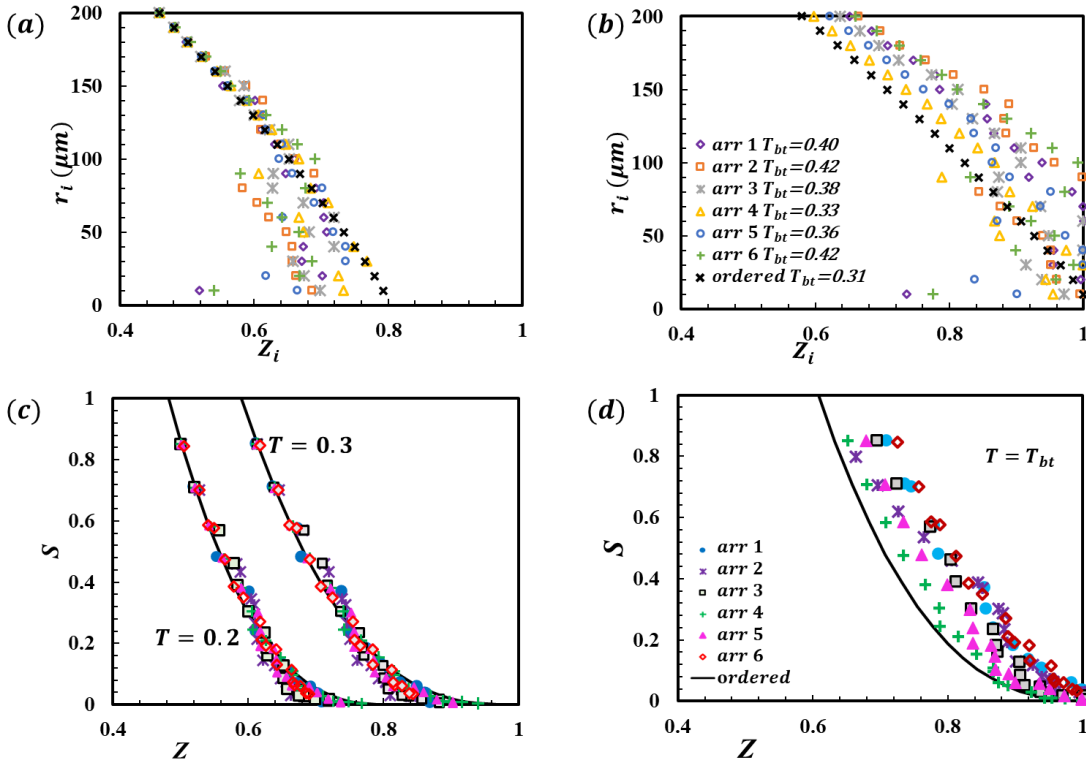 (a)
200
150
100
50
0
r_i (μm)
0.4
0.6
0.8
1
Z_i
(b)
200
150
100
50
0
r_i (μm)
arr 1 T_bt=0.40
arr 2 T_bt=0.42
arr 3 T_bt=0.38
arr 4 T_bt=0.33
arr 5 T_bt=0.36
arr 6 T_bt=0.42
ordered T_bt=0.31
0.4
0.6
0.8
1
Z_i
(c)
1
0.8
0.6
0.4
0.2
0
S
T = 0.3
T = 0.2
0.4
0.6
0.8
1
Z
(d)
1
0.8
0.6
0.4
0.2
0
S
T = T_bt
arr 1
arr 2
arr 3
arr 4
arr 5
arr 6
ordered
0.4
0.6
0.8
1
Z